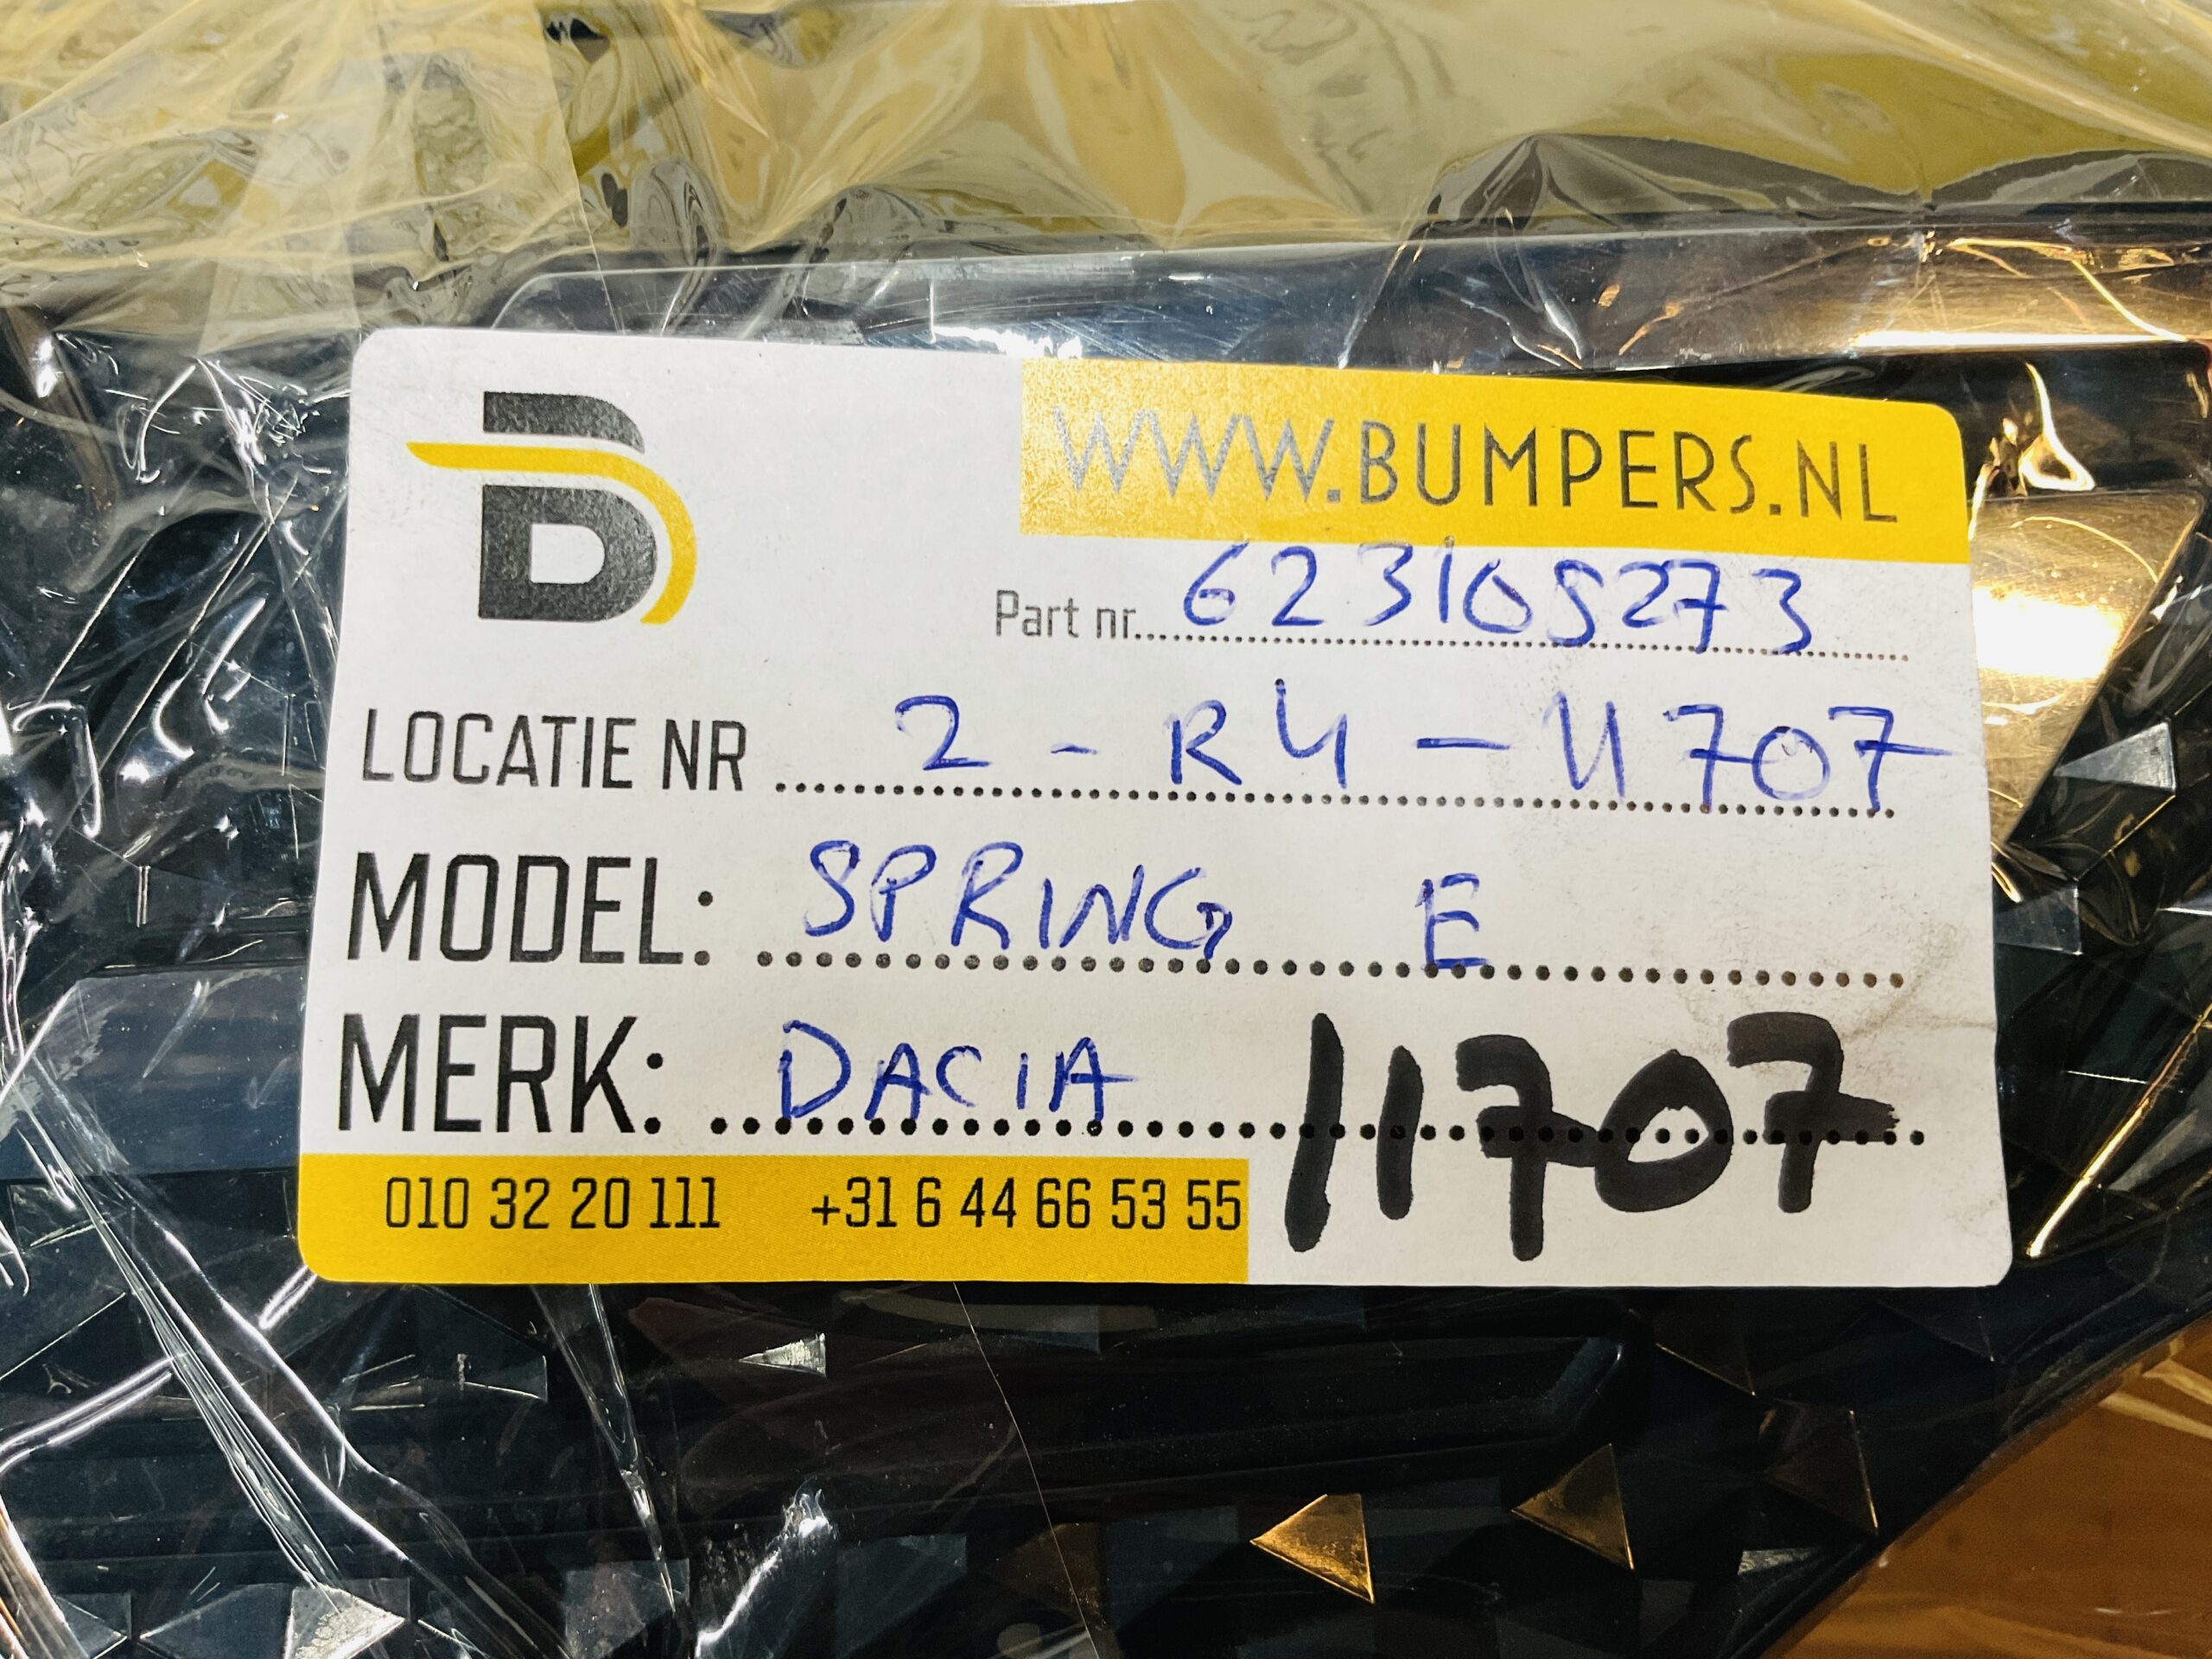 WWW.BUMPERS.NL
Part nr. 623105273
LOCATIE NR 2 - R4 - 11707
MODEL: SPRING E
MERK: DACIA 11707
010 32 20 111 +31 6 44 66 53 55